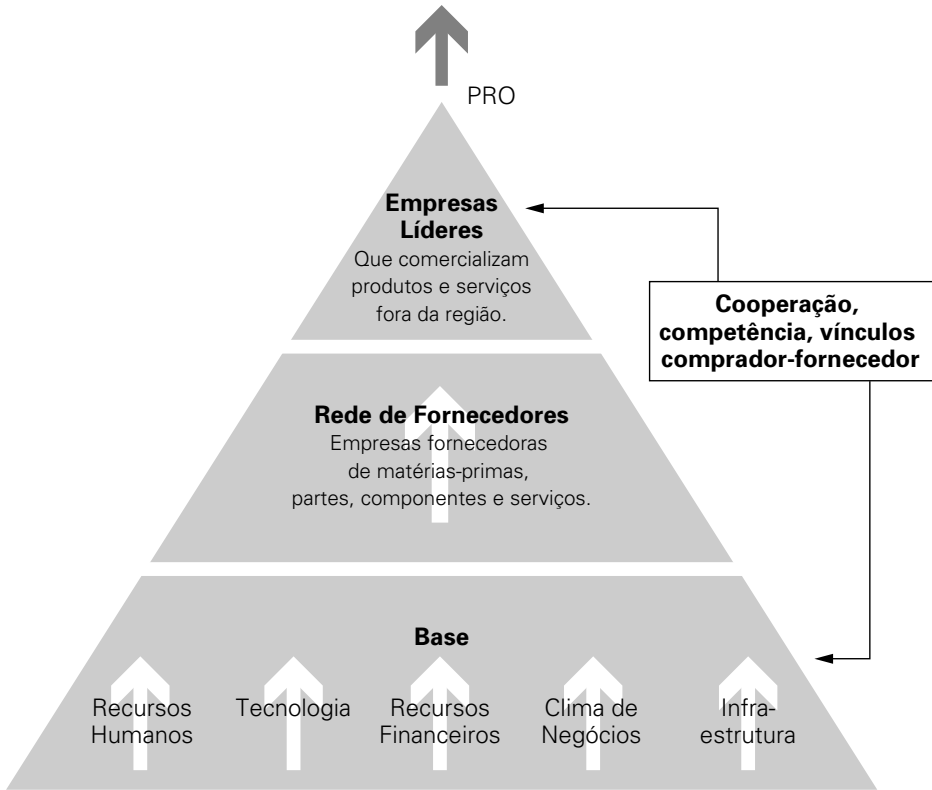 PRO
Empresas
Líderes
Que comercializam
produtos e serviços
fora da região.
Cooperação,
competência, vínculos
comprador-fornecedor
Rede de Fornecedores
Empresas fornecedoras
de matérias-primas,
partes, componentes e serviços.
Base
Recursos
Humanos
Tecnologia
Recursos
Financeiros
Clima de
Negócios
Infra-
estrutura